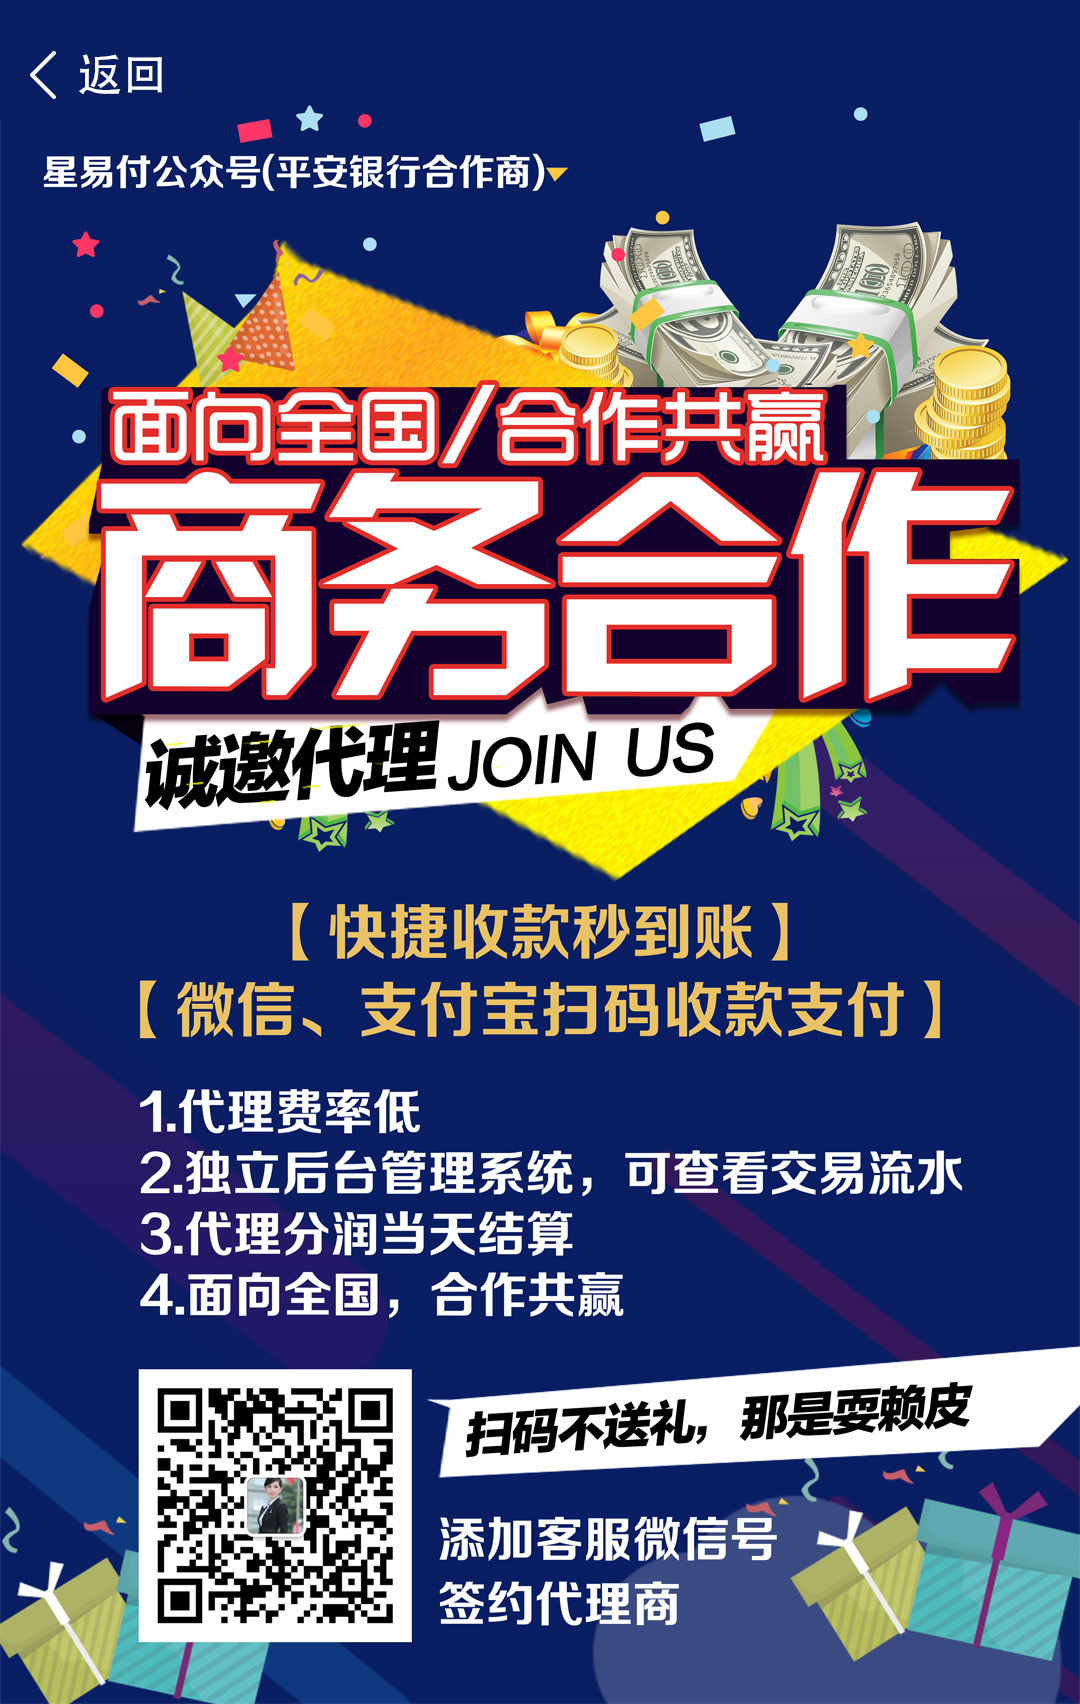 返回
星易付公众号(平安银行合作商)
面向全国/合作共赢
商务合作
诚邀代理 JOIN US
【快捷收款秒到账】
【微信、支付宝扫码收款支付】
1.代理费率低
2.独立后台管理系统，可查看交易流水
3.代理分润当天结算
4.面向全国，合作共赢
扫码不送礼，那是耍赖皮
添加客服微信号
签约代理商